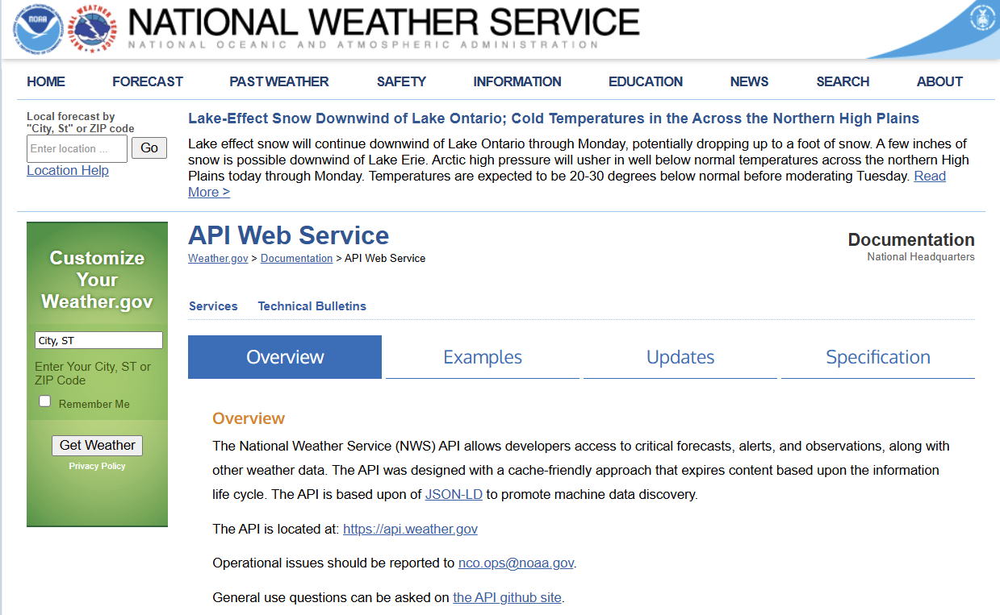 NOAA
NATIONAL WEATHER SERVICE
NATIONAL OCEANIC AND ATMOSPHERIC ADMINISTRATION
HOME FORECAST PAST WEATHER SAFETY INFORMATION EDUCATION NEWS SEARCH ABOUT
Local forecast by
"City, St" or ZIP code
Enter location ...
Go
Location Help
Lake-Effect Snow Downwind of Lake Ontario; Cold Temperatures in the Across the Northern High Plains
Lake effect snow will continue downwind of Lake Ontario through Monday, potentially dropping up to a foot of snow. A few inches of
snow is possible downwind of Lake Erie. Arctic high pressure will usher in well below normal temperatures across the northern High
Plains today through Monday. Temperatures are expected to be 20-30 degrees below normal before moderating Tuesday. Read
More >
Customize
Your
Weather.gov
City, ST
Enter Your City, ST or
ZIP Code
Remember Me
Get Weather
Privacy Policy
API Web Service
Weather.gov > Documentation > API Web Service
Documentation
National Headquarters
Services Technical Bulletins
Overview Examples Updates Specification
Overview
The National Weather Service (NWS) API allows developers access to critical forecasts, alerts, and observations, along with
other weather data. The API was designed with a cache-friendly approach that expires content based upon the information
life cycle. The API is based upon of JSON-LD to promote machine data discovery.
The API is located at: https://api.weather.gov
Operational issues should be reported to nco.ops@noaa.gov.
General use questions can be asked on the API github site.